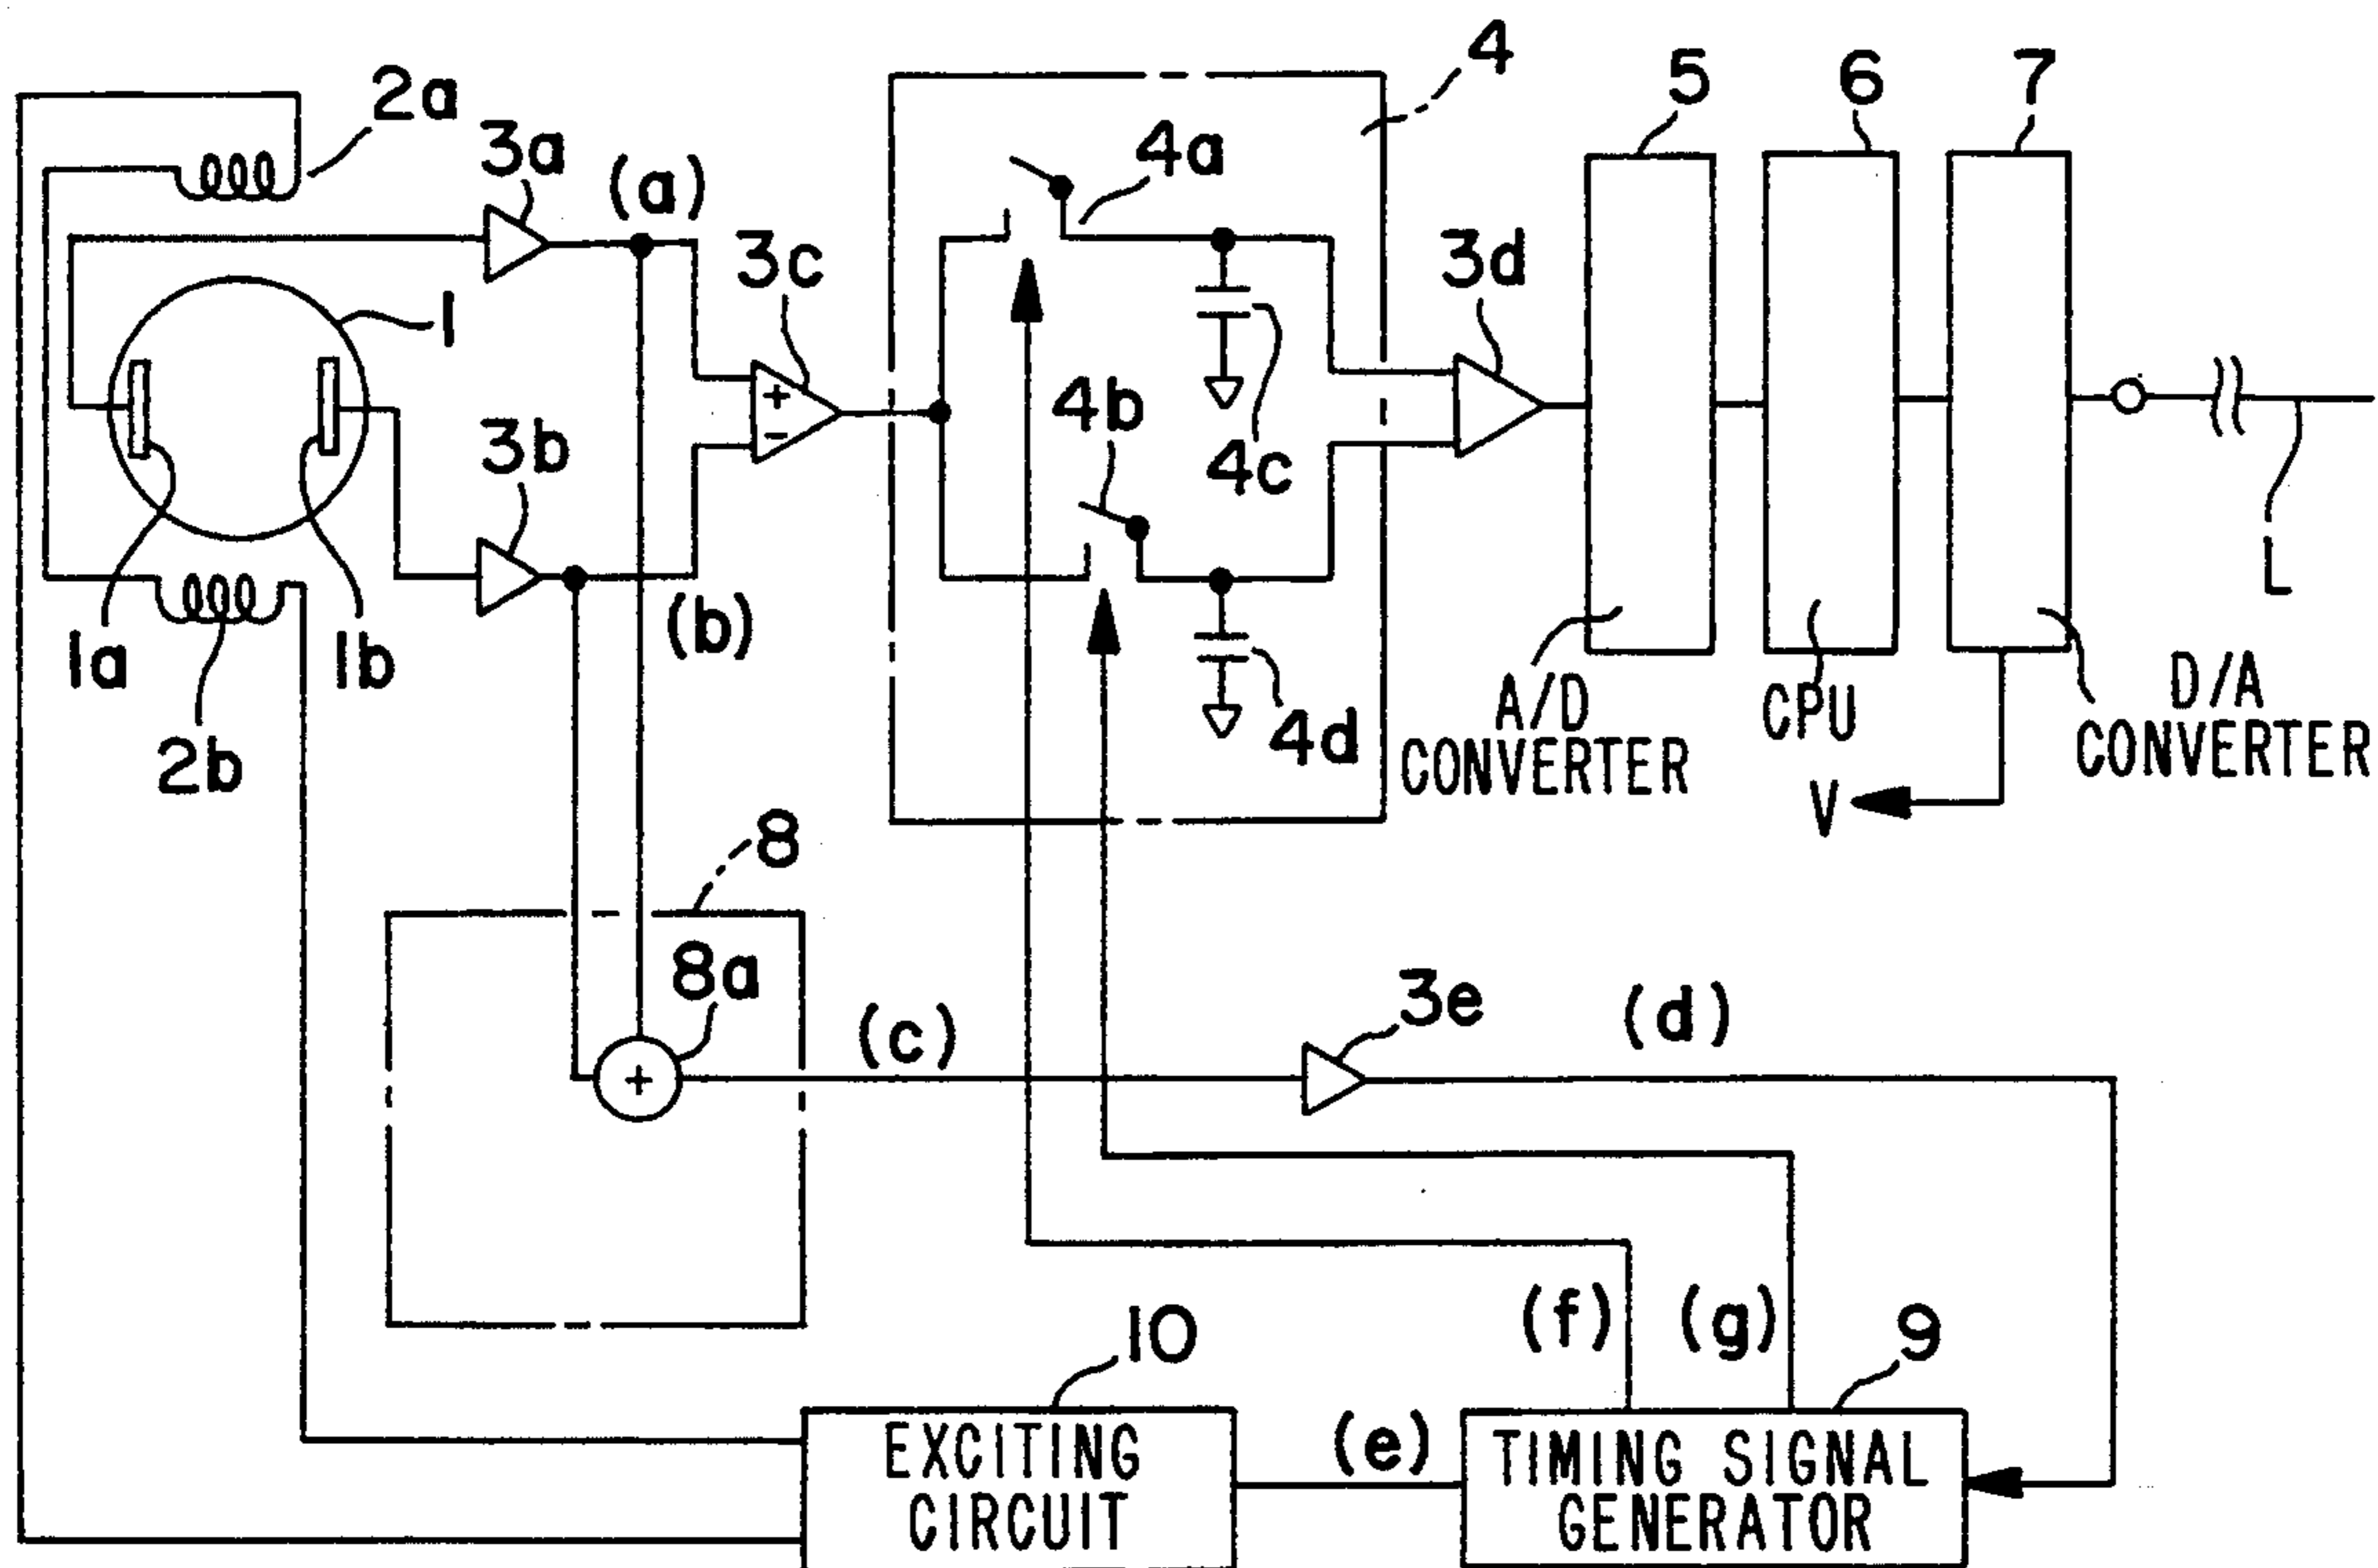 4
5
6
7
2a
3a
(a)
4a
3c
3d
1
+
-
4b
4c
3b
(b)
1a
1b
2b
4d
L
A/D
CONVERTER
CPU
D/A
CONVERTER
V
8
8a
+
(c)
3e
(d)
(f)
(g)
9
10
(e)
EXCITING
CIRCUIT
TIMING SIGNAL
GENERATOR